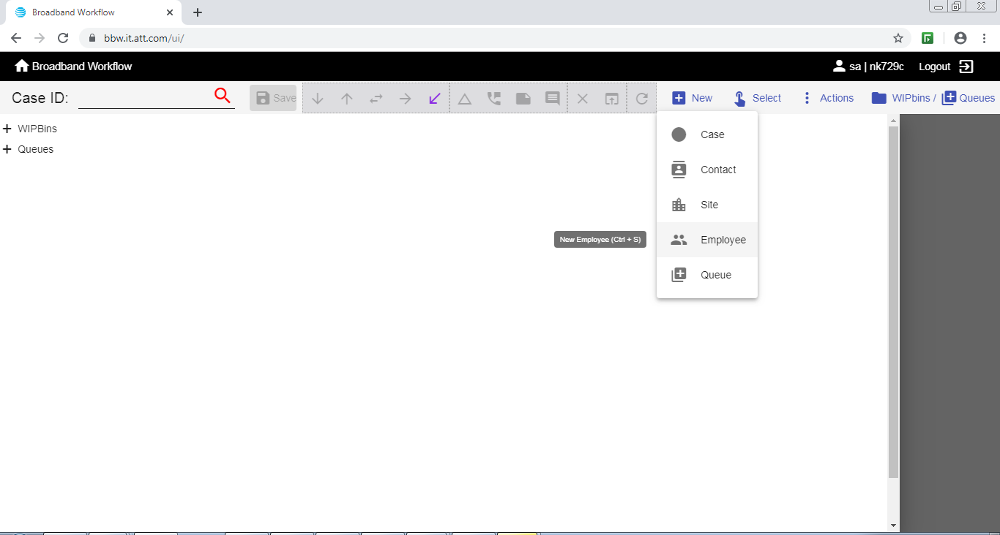 Broadband Workflow
bbw.it.att.com/ui/
Broadband Workflow sa | nk729c Logout
Case ID: Save New Select Actions WIPbins / Queues
WIPBins
Queues
Case
Contact
Site
New Employee (Ctrl + S) Employee
Queue